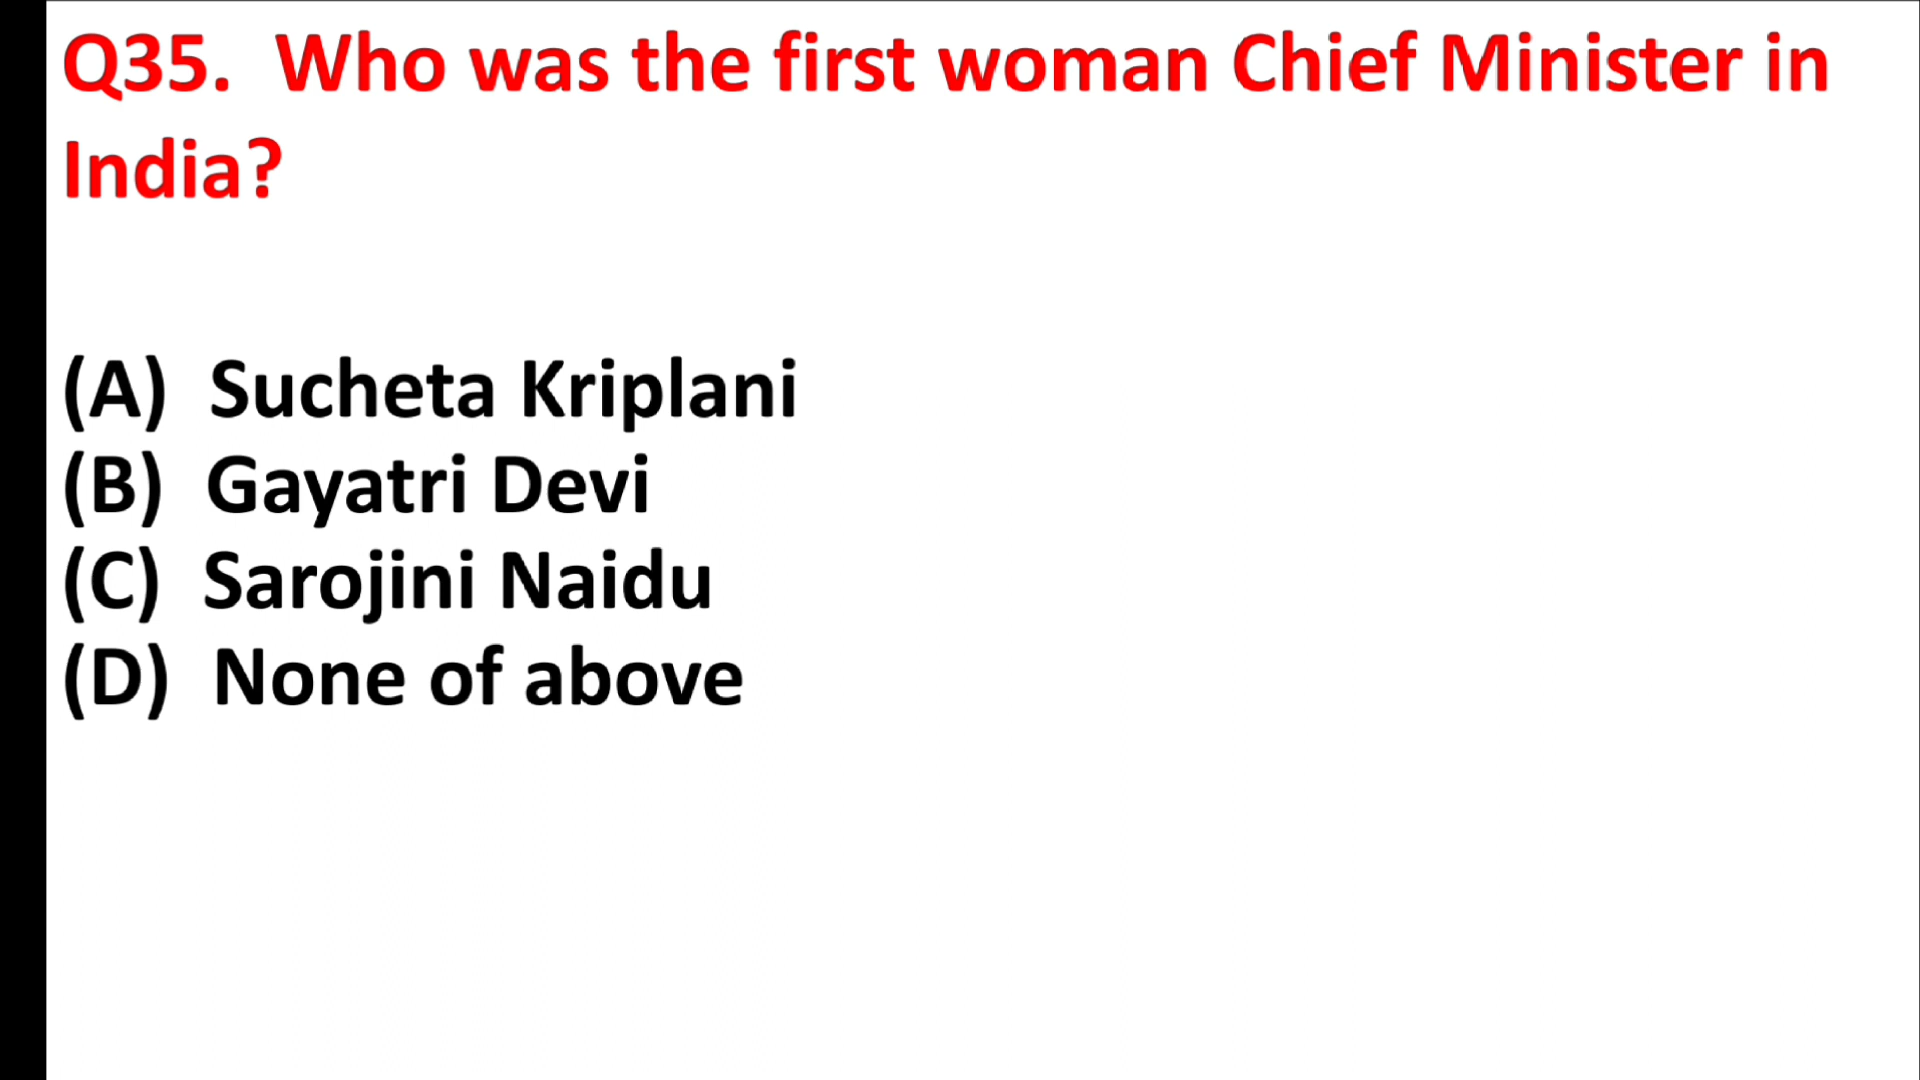 Q35. Who was the first woman Chief Minister in
India?
(A) Sucheta Kriplani
(B) Gayatri Devi
(C) Sarojini Naidu
(D) None of above